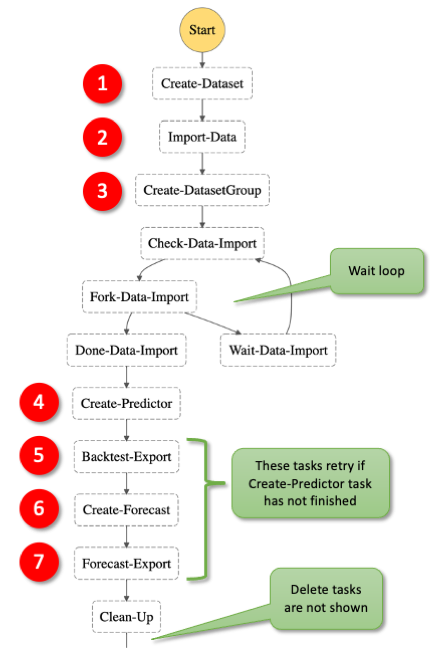 Start
1
Create-Dataset
2
Import-Data
3
Create-DatasetGroup
Check-Data-Import
Wait loop
Fork-Data-Import
Done-Data-Import
Wait-Data-Import
4
Create-Predictor
5
Backtest-Export
These tasks retry if
Create-Predictor task
has not finished
6
Create-Forecast
7
Forecast-Export
Delete tasks
are not shown
Clean-Up